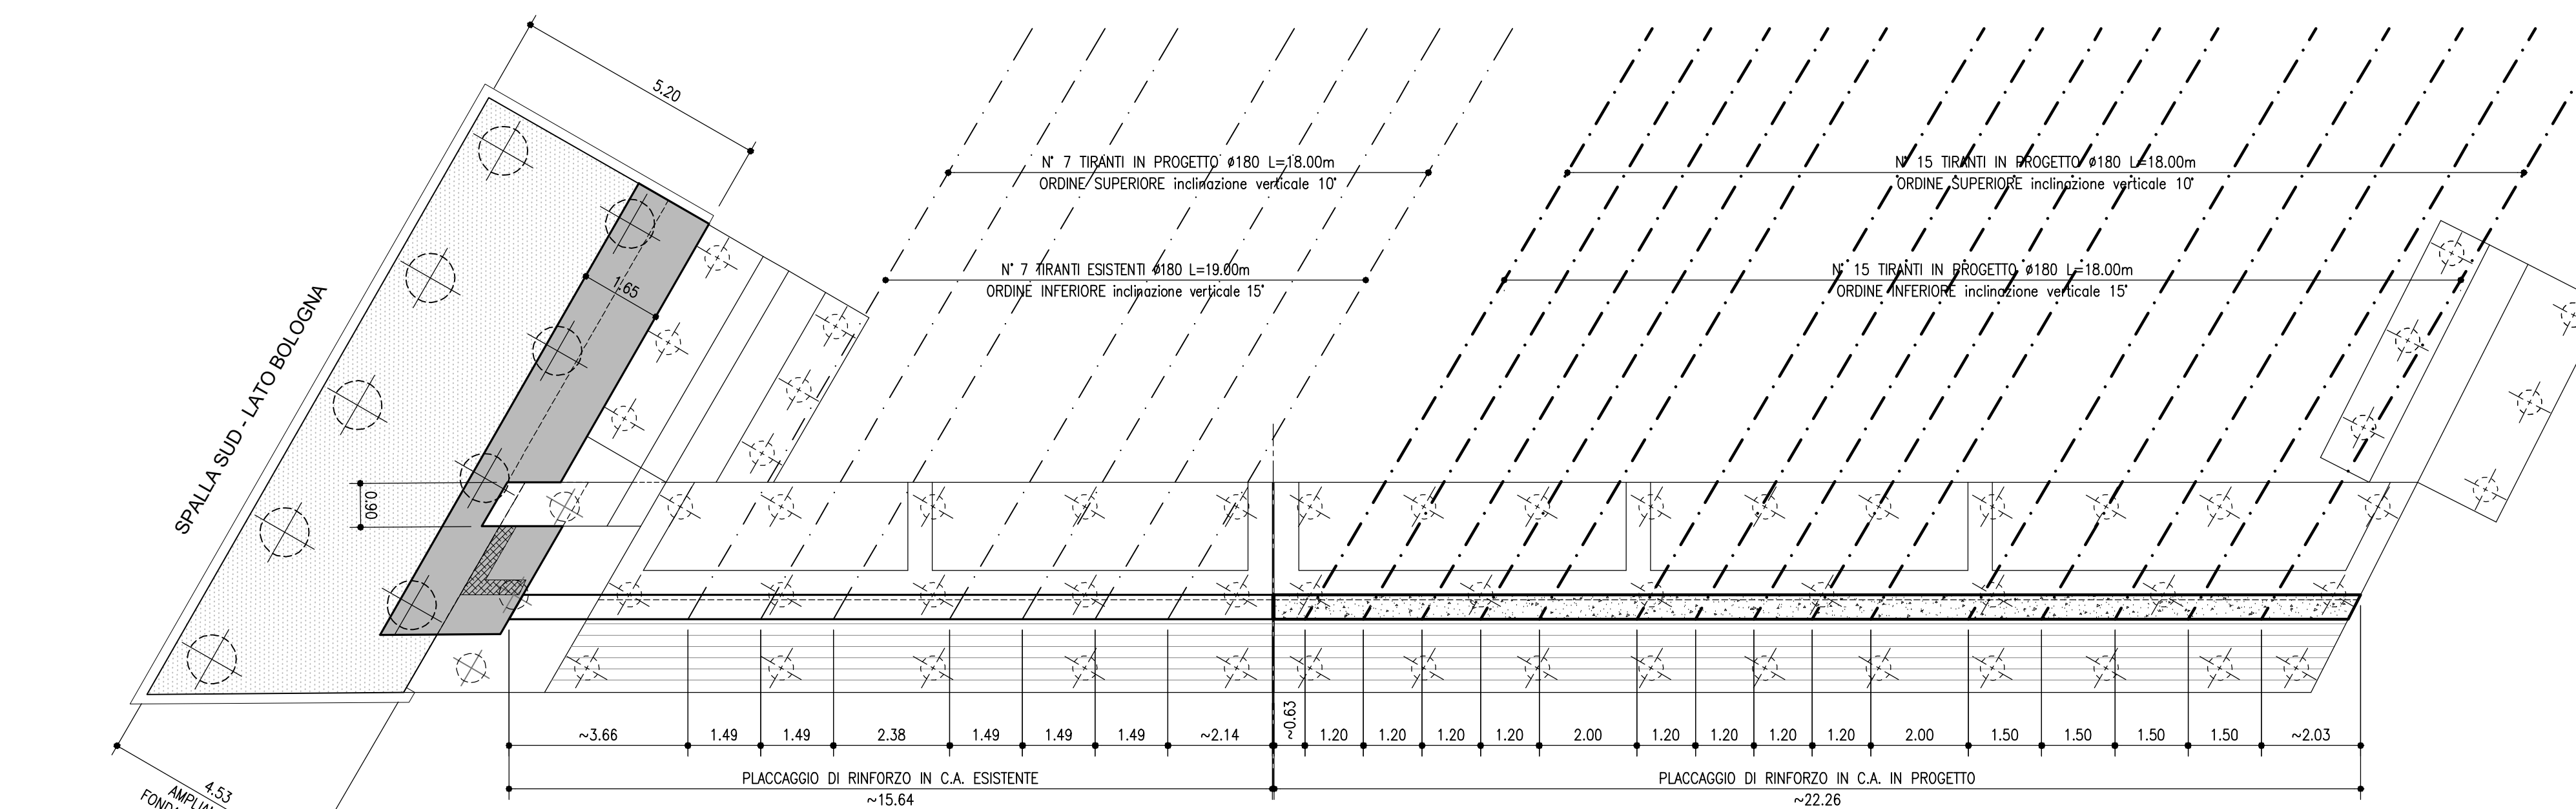 5.20
N° 7 TIRANTI IN PROGETTO ø180 L=18.00m
ORDINE SUPERIORE inclinazione verticale 10°
N° 15 TIRANTI IN PROGETTO ø180 L=18.00m
ORDINE SUPERIORE inclinazione verticale 10°
1.65
N° 7 TIRANTI ESISTENTI ø180 L=19.00m
ORDINE INFERIORE inclinazione verticale 15°
N° 15 TIRANTI IN PROGETTO ø180 L=18.00m
ORDINE INFERIORE inclinazione verticale 15°
SPALLA SUD - LATO BOLOGNA
0.90
~3.66 1.49 1.49 2.38 1.49 1.49 1.49 ~2.14 ~0.63 1.20 1.20 1.20 1.20 2.00 1.20 1.20 1.20 1.20 2.00 1.50 1.50 1.50 1.50 ~2.03
PLACCAGGIO DI RINFORZO IN C.A. ESISTENTE
~15.64
PLACCAGGIO DI RINFORZO IN C.A. IN PROGETTO
~22.26
4.53